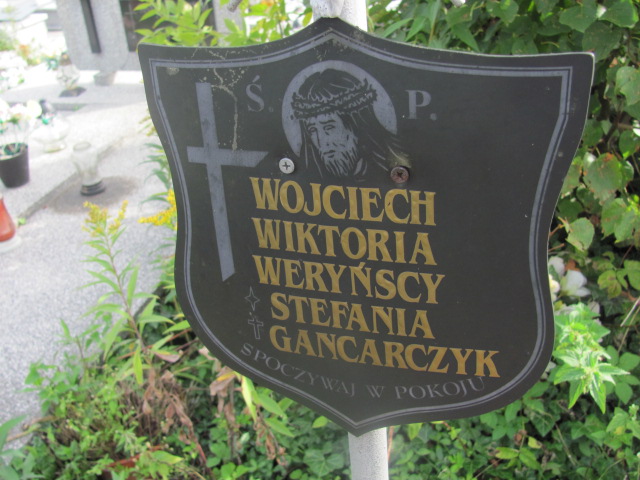 Ś. P.
WOJCIECH
WIKTORIA
WERYŃSCY
STEFANIA
GANCARCZYK
SPOCZYWAJ W POKOJU